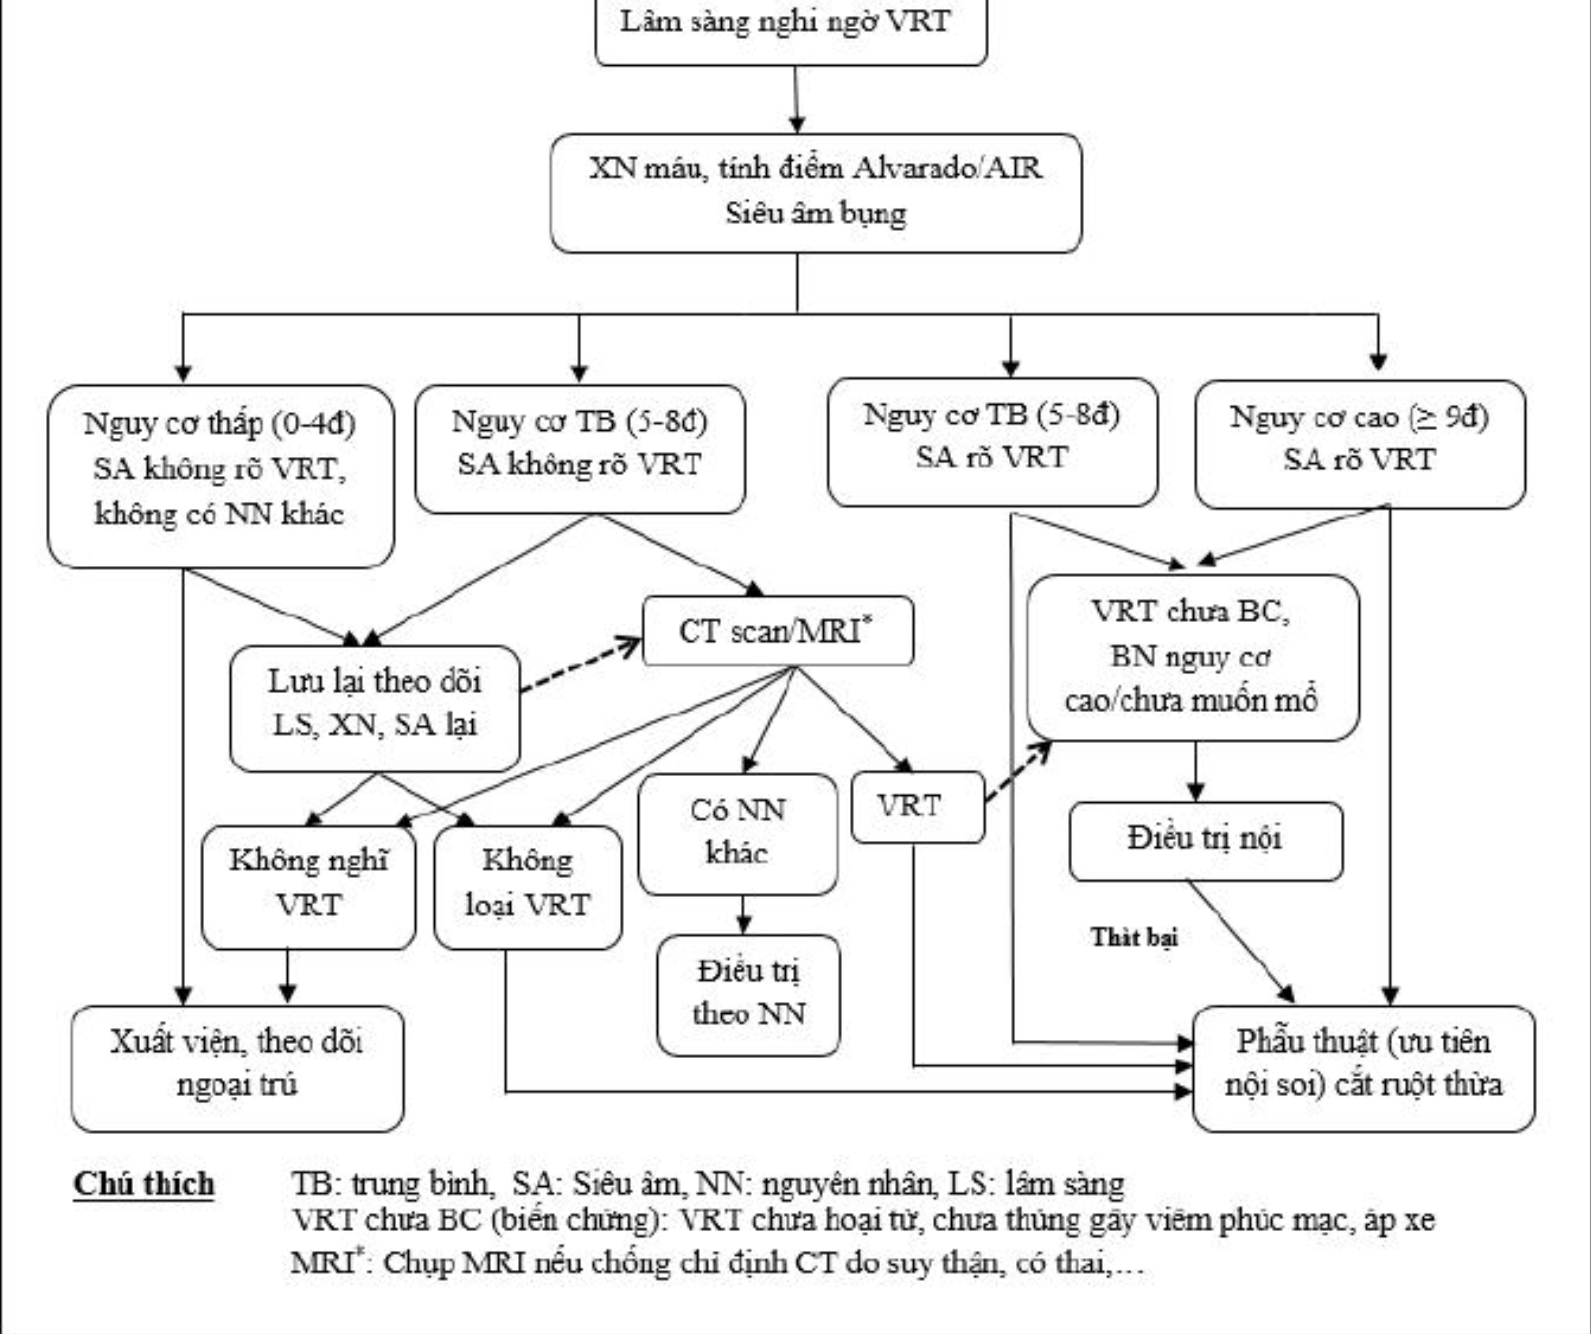 Lâm sàng nghi ngờ VRT
XN máu, tính điểm Alvarado/AIR
Siêu âm bụng
Nguy cơ thấp (0-4đ)
SA không rõ VRT,
không có NN khác
Nguy cơ TB (5-8đ)
SA không rõ VRT
Nguy cơ TB (5-8đ)
SA rõ VRT
Nguy cơ cao (≥ 9đ)
SA rõ VRT
Lưu lại theo dõi
LS, XN, SA lại
CT scan/MRI*
VRT chưa BC,
BN nguy cơ
cao/chưa muốn mổ
Không nghĩ
VRT
Không
loại VRT
Có NN
khác
VRT
Điều trị nội
Thất bại
Điều trị
theo NN
Xuất viện, theo dõi
ngoại trú
Phẫu thuật (ưu tiên
nội soi) cắt ruột thừa
Chú thích TB: trung bình, SA: Siêu âm, NN: nguyên nhân, LS: lâm sàng
VRT chưa BC (biến chứng): VRT chưa hoại tử, chưa thủng gây viêm phúc mạc, áp xe
MRI*: Chụp MRI nếu chống chỉ định CT do suy thận, có thai,...